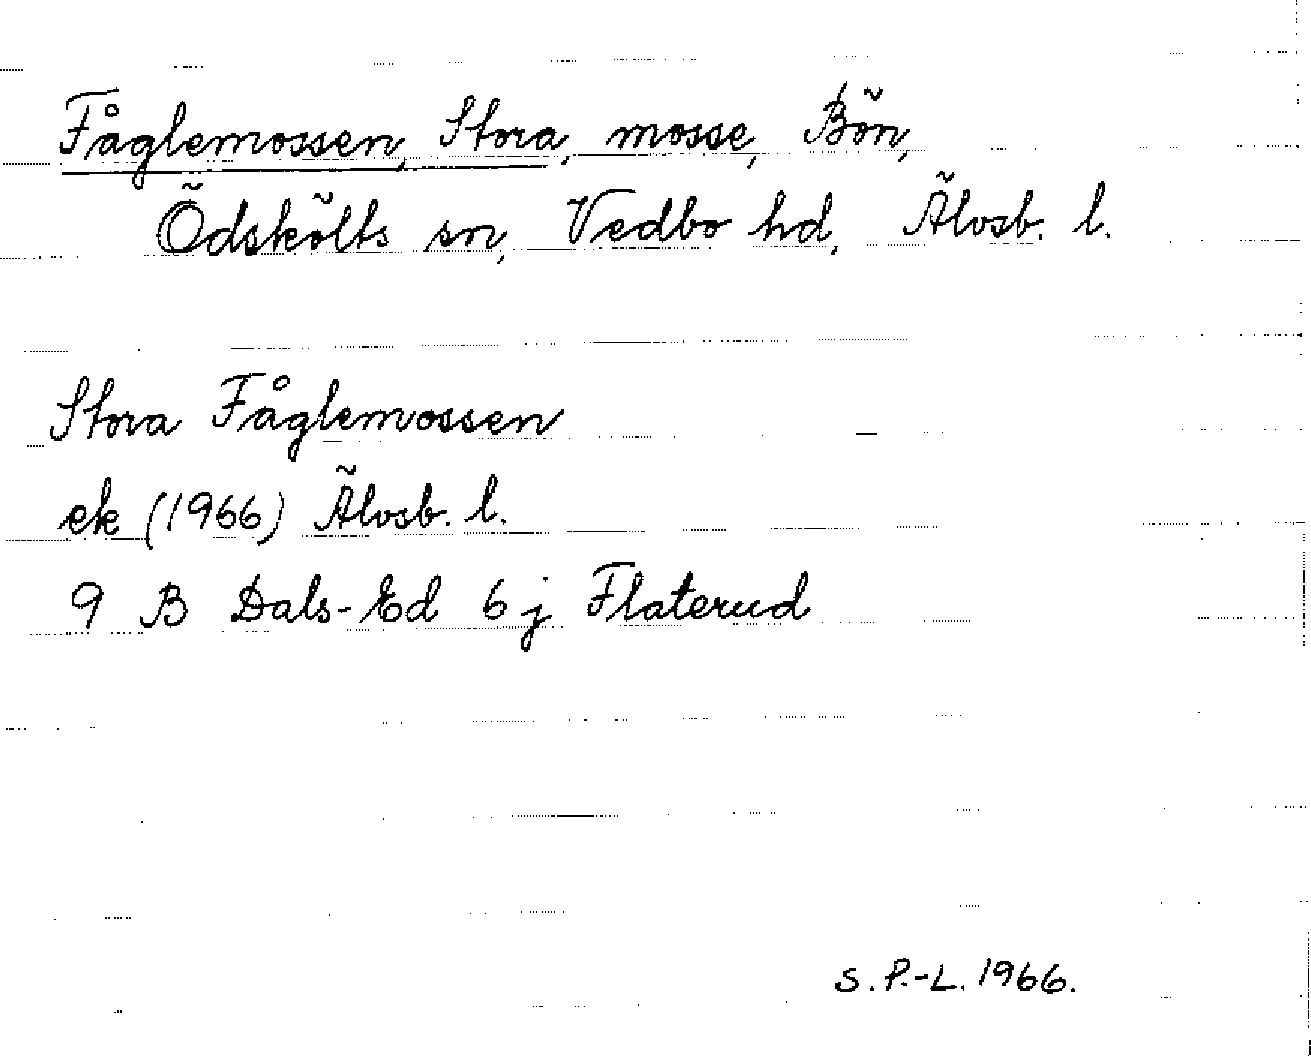 Fåglemossen, Stora, mosse, Bön,
Ödskölts sn, Vedbo hd, Älvsb. l.
Stora Fåglemossen
ek (1966) Älvsb. l.
9 B Dals-Ed 6 j Flaterud
S. P.-L. 1966.